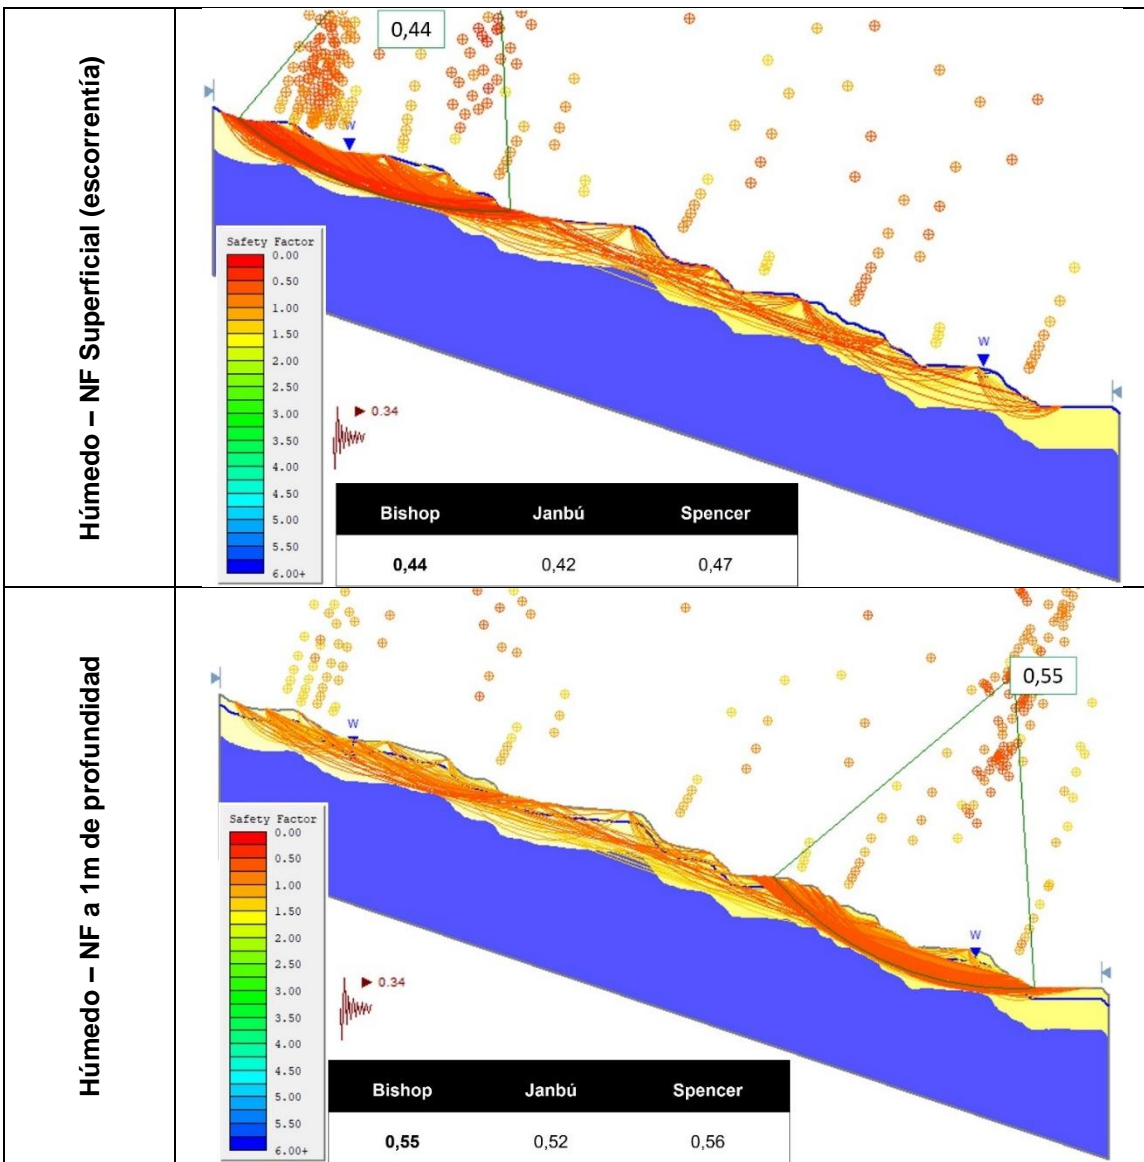 Húmedo – NF Superficial (escorrentía)
0,44
W
W
Safety Factor
0.00
0.50
1.00
1.50
2.00
2.50
3.00
3.50
4.00
4.50
5.00
5.50
6.00+
0.34
Bishop Janbú Spencer
0,44 0,42 0,47
Húmedo – NF a 1m de profundidad
0,55
W
W
Safety Factor
0.00
0.50
1.00
1.50
2.00
2.50
3.00
3.50
4.00
4.50
5.00
5.50
6.00+
0.34
Bishop Janbú Spencer
0,55 0,52 0,56